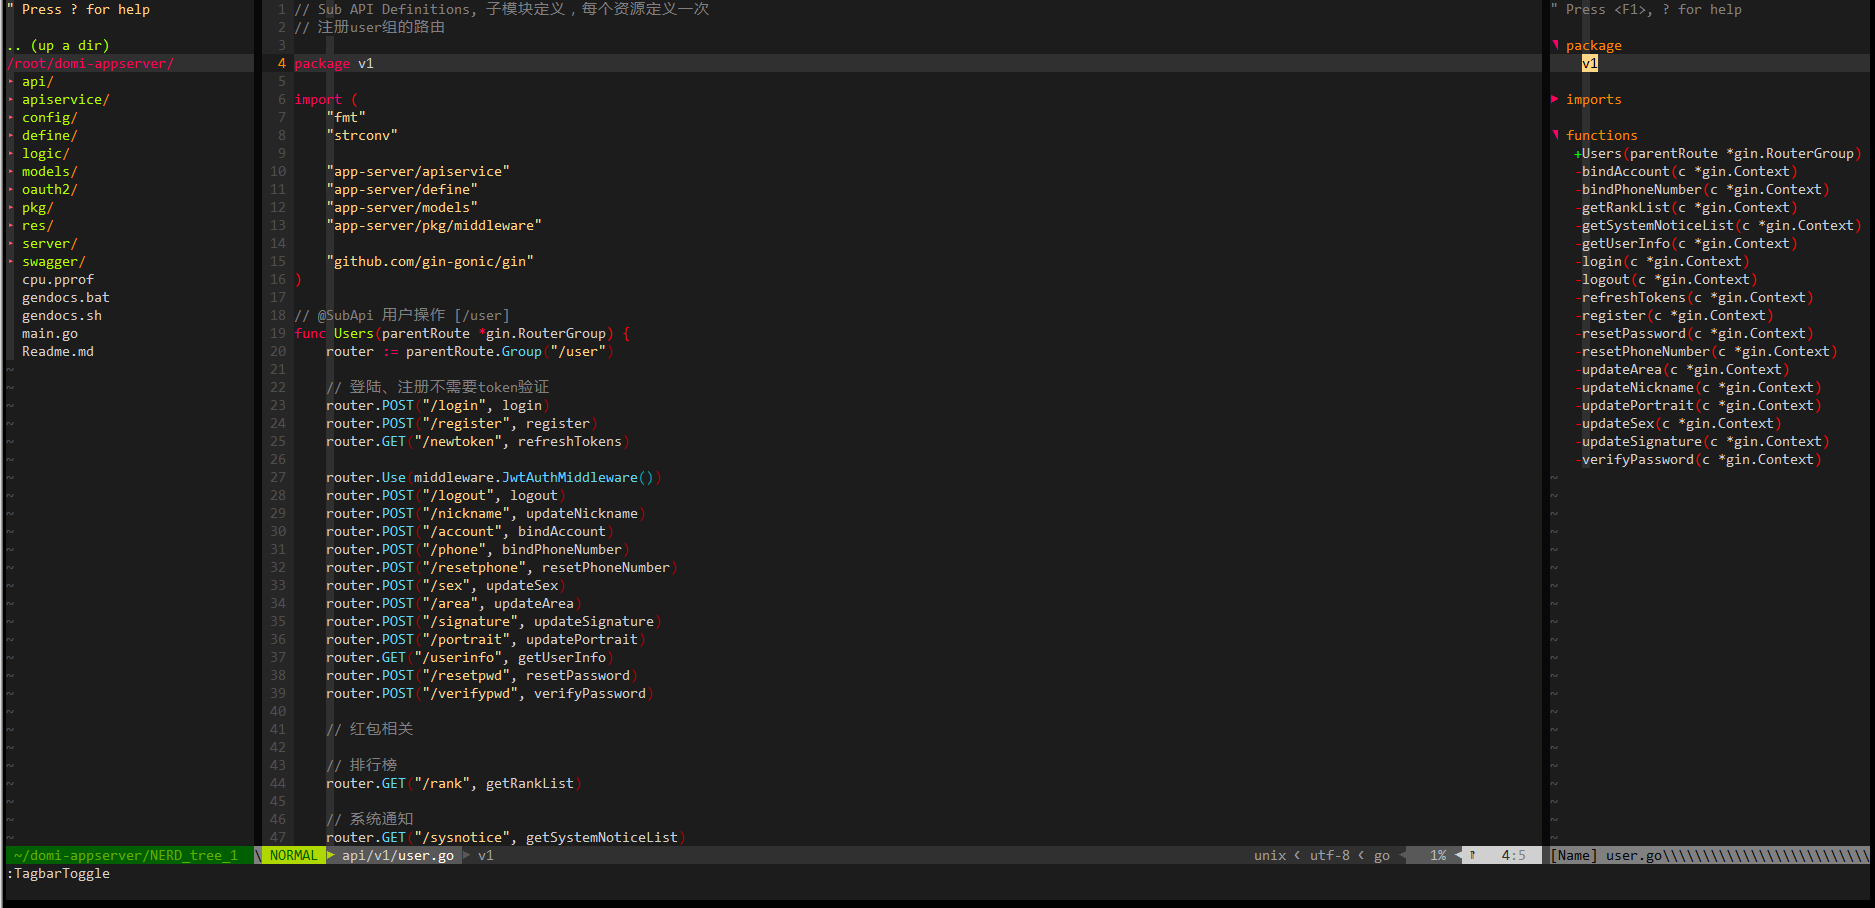 " Press ? for help
.. (up a dir)
/root/domi-appserver/
▸ api/
▸ apiservice/
▸ config/
▸ define/
▸ logic/
▸ models/
▸ oauth2/
▸ pkg/
▸ res/
▸ server/
▸ swagger/
cpu.pprof
gendocs.bat
gendocs.sh
main.go
Readme.md
~/domi-appserver/NERD_tree_1
1 // Sub API Definitions, 子模块定义，每个资源定义一次
2 // 注册user组的路由
3
4 package v1
5
6 import (
7 "fmt"
8 "strconv"
9
10 "app-server/apiservice"
11 "app-server/define"
12 "app-server/models"
13 "app-server/pkg/middleware"
14
15 "github.com/gin-gonic/gin"
16 )
17
18 // @SubApi 用户操作 [/user]
19 func Users(parentRoute *gin.RouterGroup) {
20 router := parentRoute.Group("/user")
21
22 // 登陆、注册不需要token验证
23 router.POST("/login", login)
24 router.POST("/register", register)
25 router.GET("/newtoken", refreshTokens)
26
27 router.Use(middleware.JwtAuthMiddleware())
28 router.POST("/logout", logout)
29 router.POST("/nickname", updateNickname)
30 router.POST("/account", bindAccount)
31 router.POST("/phone", bindPhoneNumber)
32 router.POST("/resetphone", resetPhoneNumber)
33 router.POST("/sex", updateSex)
34 router.POST("/area", updateArea)
35 router.POST("/signature", updateSignature)
36 router.POST("/portrait", updatePortrait)
37 router.GET("/userinfo", getUserInfo)
38 router.POST("/resetpwd", resetPassword)
39 router.POST("/verifypwd", verifyPassword)
40
41 // 红包相关
42
43 // 排行榜
44 router.GET("/rank", getRankList)
45
46 // 系统通知
47 router.GET("/sysnotice", getSystemNoticeList)
NORMAL api/v1/user.go v1 unix utf-8 go 1% 4:5
" Press <F1>, ? for help
▼ package
v1
▶ imports
▼ functions
+Users(parentRoute *gin.RouterGroup)
-bindAccount(c *gin.Context)
-bindPhoneNumber(c *gin.Context)
-getRankList(c *gin.Context)
-getSystemNoticeList(c *gin.Context)
-getUserInfo(c *gin.Context)
-login(c *gin.Context)
-logout(c *gin.Context)
-refreshTokens(c *gin.Context)
-register(c *gin.Context)
-resetPassword(c *gin.Context)
-resetPhoneNumber(c *gin.Context)
-updateArea(c *gin.Context)
-updateNickname(c *gin.Context)
-updatePortrait(c *gin.Context)
-updateSex(c *gin.Context)
-updateSignature(c *gin.Context)
-verifyPassword(c *gin.Context)
[Name] user.go\\\\\\\\\\\\\\\\\\\\\\\\\\
:TagbarToggle